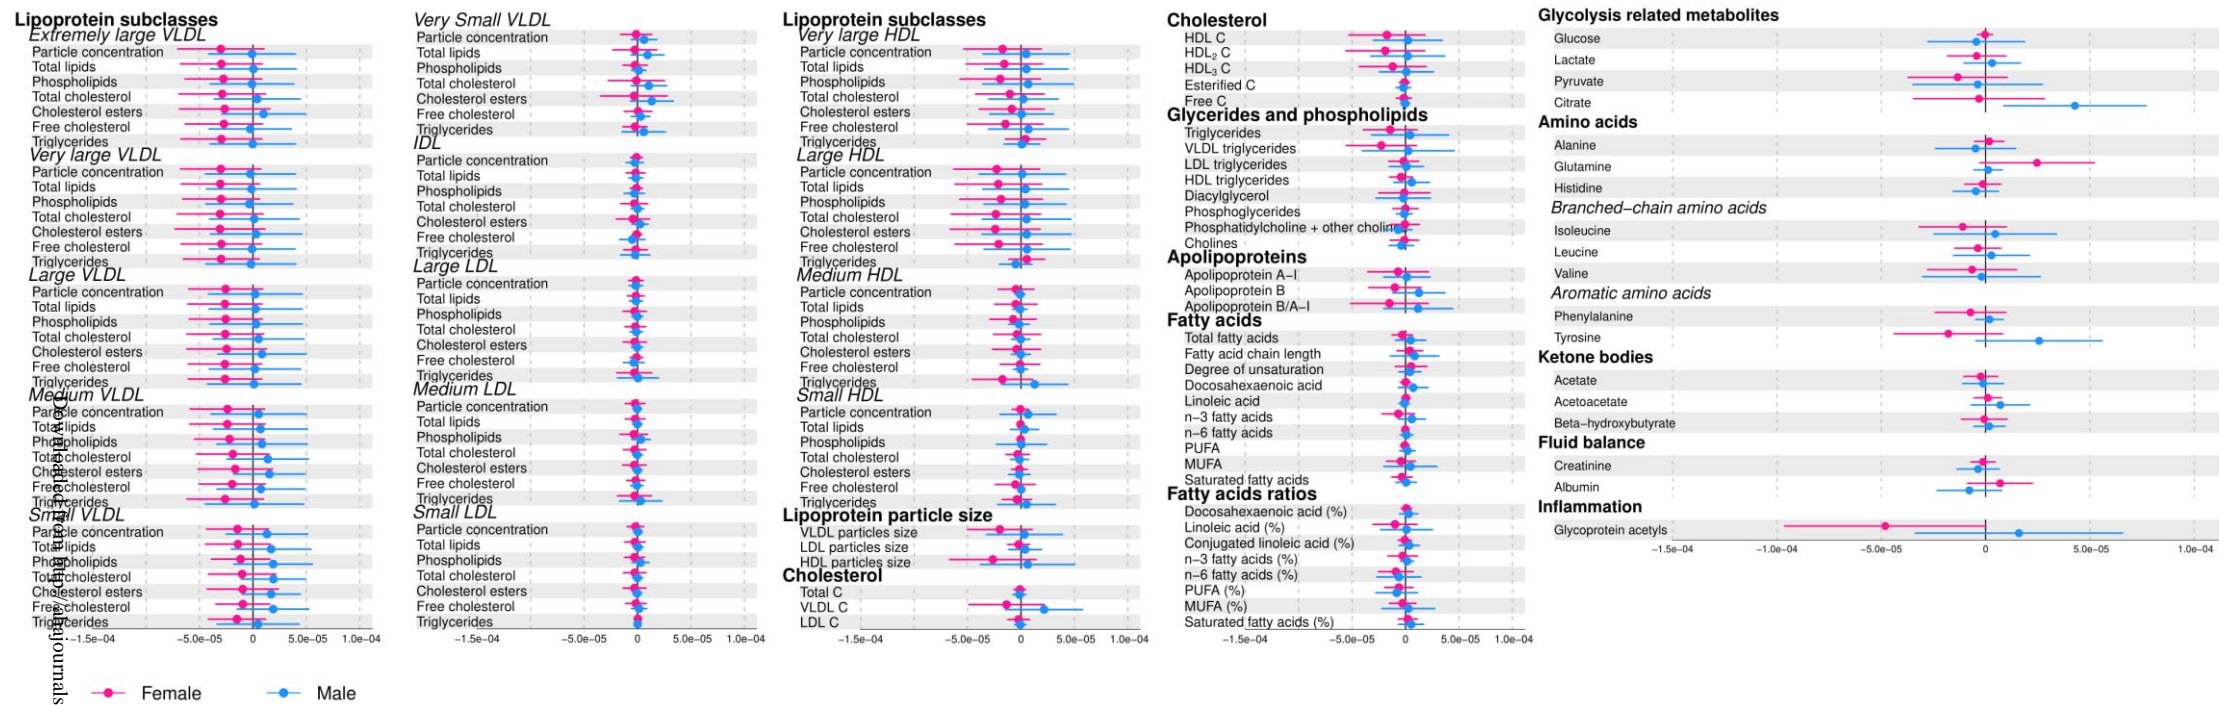 Lipoprotein subclasses
Extremely large VLDL
Particle concentration
Total lipids
Phospholipids
Total cholesterol
Cholesterol esters
Free cholesterol
Triglycerides
Very large VLDL
Particle concentration
Total lipids
Phospholipids
Total cholesterol
Cholesterol esters
Free cholesterol
Triglycerides
Large VLDL
Particle concentration
Total lipids
Phospholipids
Total cholesterol
Cholesterol esters
Free cholesterol
Triglycerides
Medium VLDL
Particle concentration
Total lipids
Phospholipids
Total cholesterol
Cholesterol esters
Free cholesterol
Triglycerides
Small VLDL
Particle concentration
Total lipids
Phospholipids
Total cholesterol
Cholesterol esters
Free cholesterol
Triglycerides
−1.5e−04 −5.0e−05 0 5.0e−05 1.0e−04
Very Small VLDL
Particle concentration
Total lipids
Phospholipids
Total cholesterol
Cholesterol esters
Free cholesterol
Triglycerides
IDL
Particle concentration
Total lipids
Phospholipids
Total cholesterol
Cholesterol esters
Free cholesterol
Triglycerides
Large LDL
Particle concentration
Total lipids
Phospholipids
Total cholesterol
Cholesterol esters
Free cholesterol
Triglycerides
Medium LDL
Particle concentration
Total lipids
Phospholipids
Total cholesterol
Cholesterol esters
Free cholesterol
Triglycerides
Small LDL
Particle concentration
Total lipids
Phospholipids
Total cholesterol
Cholesterol esters
Free cholesterol
Triglycerides
−1.5e−04 −5.0e−05 0 5.0e−05 1.0e−04
Lipoprotein subclasses
Very large HDL
Particle concentration
Total lipids
Phospholipids
Total cholesterol
Cholesterol esters
Free cholesterol
Triglycerides
Large HDL
Particle concentration
Total lipids
Phospholipids
Total cholesterol
Cholesterol esters
Free cholesterol
Triglycerides
Medium HDL
Particle concentration
Total lipids
Phospholipids
Total cholesterol
Cholesterol esters
Free cholesterol
Triglycerides
Small HDL
Particle concentration
Total lipids
Phospholipids
Total cholesterol
Cholesterol esters
Free cholesterol
Triglycerides
Lipoprotein particle size
VLDL particles size
LDL particles size
HDL particles size
Cholesterol
Total C
VLDL C
LDL C
−1.5e−04 −5.0e−05 0 5.0e−05 1.0e−04
Cholesterol
HDL C
HDL₂ C
HDL₃ C
Esterified C
Free C
Glycerides and phospholipids
Triglycerides
VLDL triglycerides
LDL triglycerides
HDL triglycerides
Diacylglycerol
Phosphoglycerides
Phosphatidylcholine + other cholines
Cholines
Apolipoproteins
Apolipoprotein A−I
Apolipoprotein B
Apolipoprotein B/A−I
Fatty acids
Total fatty acids
Fatty acid chain length
Degree of unsaturation
Docosahexaenoic acid
Linoleic acid
n−3 fatty acids
n−6 fatty acids
PUFA
MUFA
Saturated fatty acids
Fatty acids ratios
Docosahexaenoic acid (%)
Linoleic acid (%)
Conjugated linoleic acid (%)
n−3 fatty acids (%)
n−6 fatty acids (%)
PUFA (%)
MUFA (%)
Saturated fatty acids (%)
−1.5e−04 −5.0e−05 0 5.0e−05 1.0e−04
Glycolysis related metabolites
Glucose
Lactate
Pyruvate
Citrate
Amino acids
Alanine
Glutamine
Histidine
Branched−chain amino acids
Isoleucine
Leucine
Valine
Aromatic amino acids
Phenylalanine
Tyrosine
Ketone bodies
Acetate
Acetoacetate
Beta−hydroxybutyrate
Fluid balance
Creatinine
Albumin
Inflammation
Glycoprotein acetyls
−1.5e−04 −1.0e−04 −5.0e−05 0 5.0e−05 1.0e−04
Female Male
Downloaded from http://ahajournals